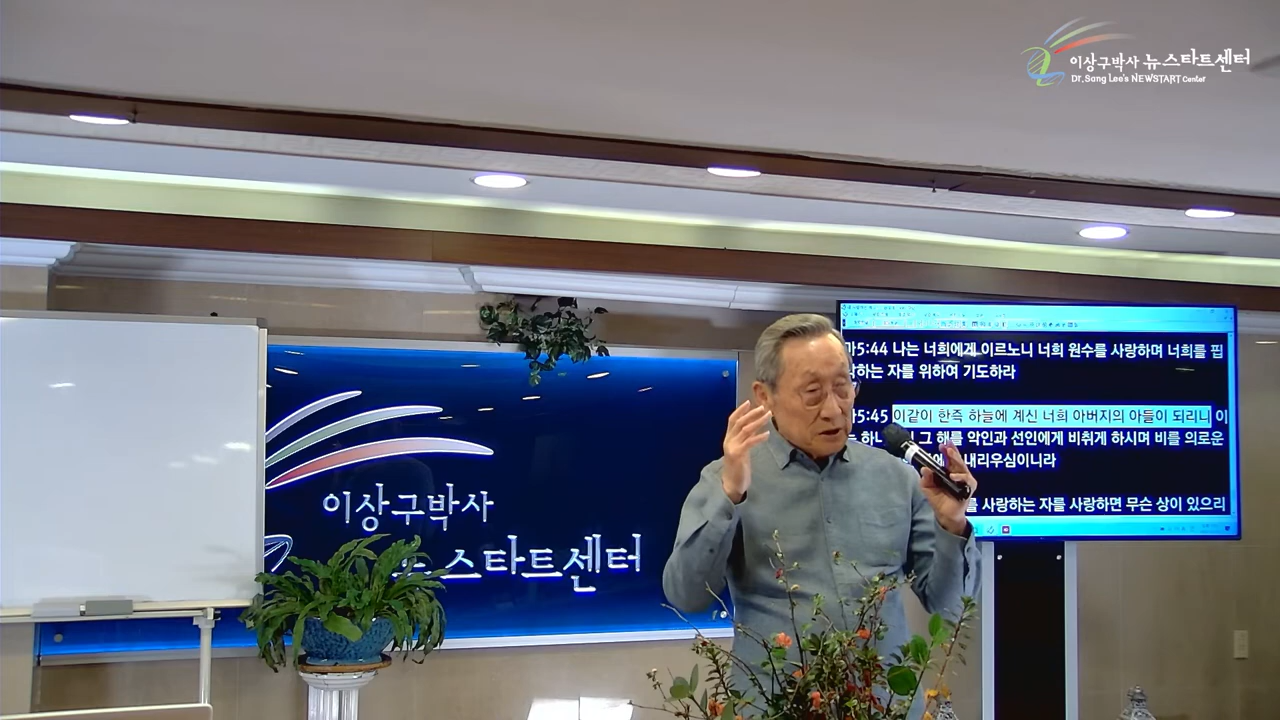 이상구박사 뉴스타트센터
Dr. Sang Lee's NEWSTART Center
이상구박사
뉴스타트센터
5:44 나는 너희에게 이르노니 너희 원수를 사랑하며 너희를 핍
하는 자를 위하여 기도하라
5:45 이같이 한즉 하늘에 계신 너희 아버지의 아들이 되리니 이
그 해를 악인과 선인에게 비취게 하시며 비를 의로운
내리우심이니라
를 사랑하는 자를 사랑하면 무슨 상이 있으리